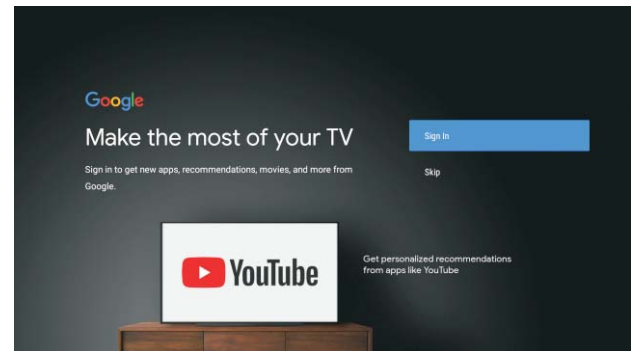 Google
Make the most of your TV
Sign in to get new apps, recommendations, movies, and more from
Google.
Sign In
Skip
YouTube
Get personalized recommendations
from apps like YouTube